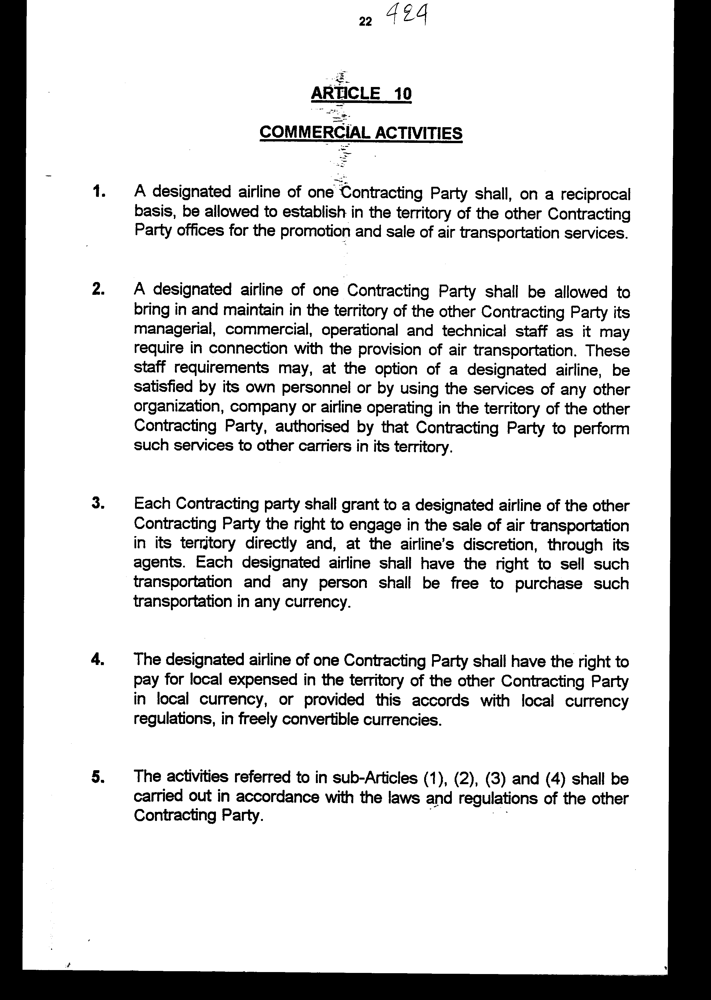 22 424
ARTICLE 10
COMMERCIAL ACTIVITIES
1. A designated airline of one Contracting Party shall, on a reciprocal
basis, be allowed to establish in the territory of the other Contracting
Party offices for the promotion and sale of air transportation services.
2. A designated airline of one Contracting Party shall be allowed to
bring in and maintain in the territory of the other Contracting Party its
managerial, commercial, operational and technical staff as it may
require in connection with the provision of air transportation. These
staff requirements may, at the option of a designated airline, be
satisfied by its own personnel or by using the services of any other
organization, company or airline operating in the territory of the other
Contracting Party, authorised by that Contracting Party to perform
such services to other carriers in its territory.
3. Each Contracting party shall grant to a designated airline of the other
Contracting Party the right to engage in the sale of air transportation
in its territory directly and, at the airline's discretion, through its
agents. Each designated airline shall have the right to sell such
transportation and any person shall be free to purchase such
transportation in any currency.
4. The designated airline of one Contracting Party shall have the right to
pay for local expensed in the territory of the other Contracting Party
in local currency, or provided this accords with local currency
regulations, in freely convertible currencies.
5. The activities referred to in sub-Articles (1), (2), (3) and (4) shall be
carried out in accordance with the laws and regulations of the other
Contracting Party.